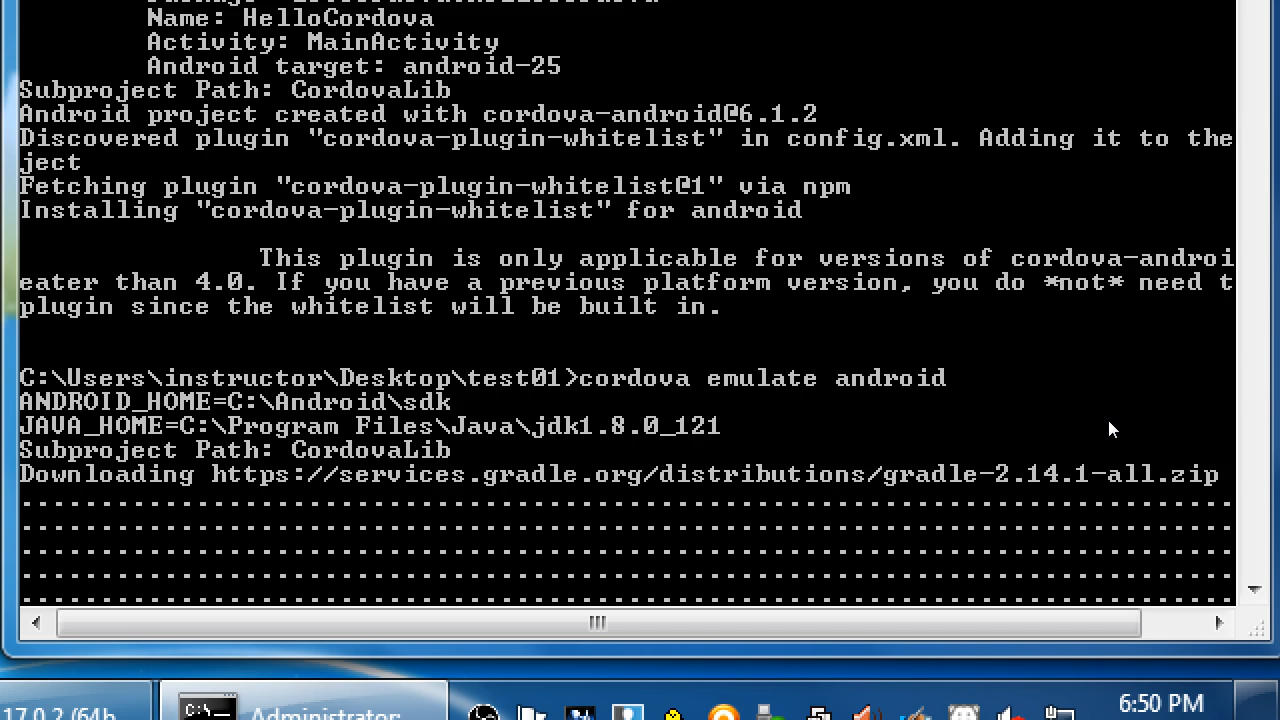 Name: HelloCordova
Activity: MainActivity
Android target: android-25
Subproject Path: CordovaLib
Android project created with cordova-android@6.1.2
Discovered plugin "cordova-plugin-whitelist" in config.xml. Adding it to the
ject
Fetching plugin "cordova-plugin-whitelist@1" via npm
Installing "cordova-plugin-whitelist" for android
This plugin is only applicable for versions of cordova-androi
eater than 4.0. If you have a previous platform version, you do *not* need t
plugin since the whitelist will be built in.
C:\Users\instructor\Desktop\test01>cordova emulate android
ANDROID_HOME=C:\Android\sdk
JAVA_HOME=C:\Program Files\Java\jdk1.8.0_121
Subproject Path: CordovaLib
Downloading https://services.gradle.org/distributions/gradle-2.14.1-all.zip
............................................................................
............................................................................
............................................................................
............................................................................
............................................................................
17.0.2 (64b
C:\
Administrator:
6:50 PM